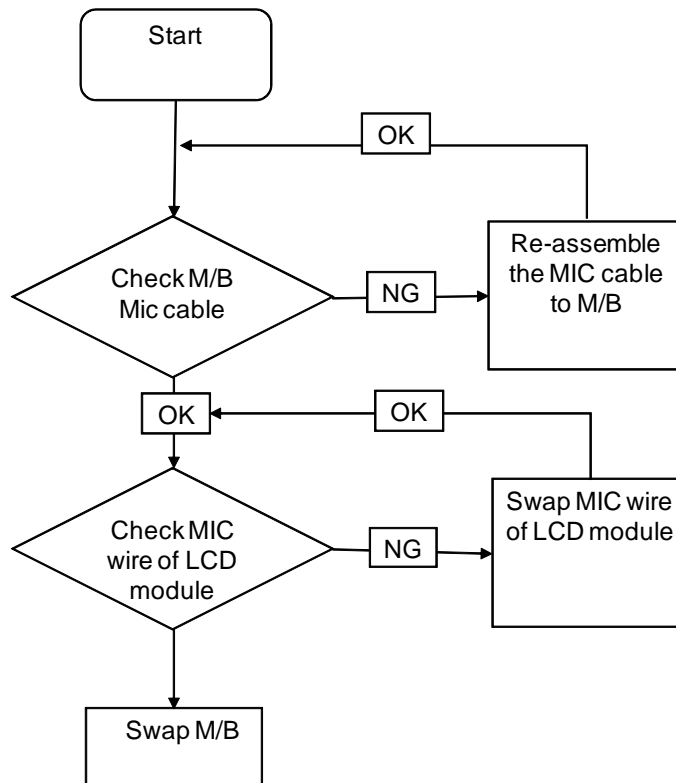 Start
OK
Check M/B
Mic cable
NG
Re-assemble
the MIC cable
to M/B
OK
OK
Check MIC
wire of LCD
module
NG
Swap MIC wire
of LCD module
Swap M/B